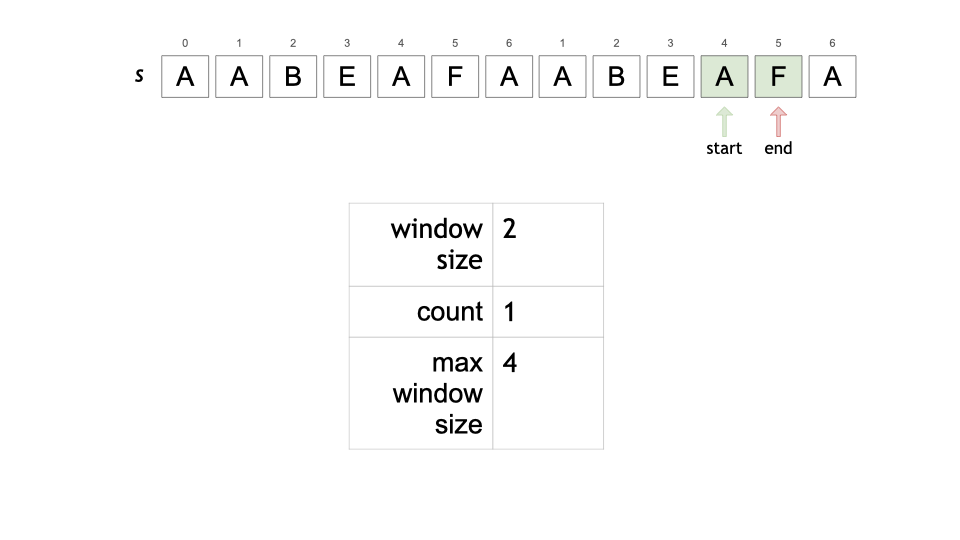 0 1 2 3 4 5 6 1 2 3 4 5 6
s A A B E A F A A B E A F A
start end
window 2
size
count 1
max 4
window
size